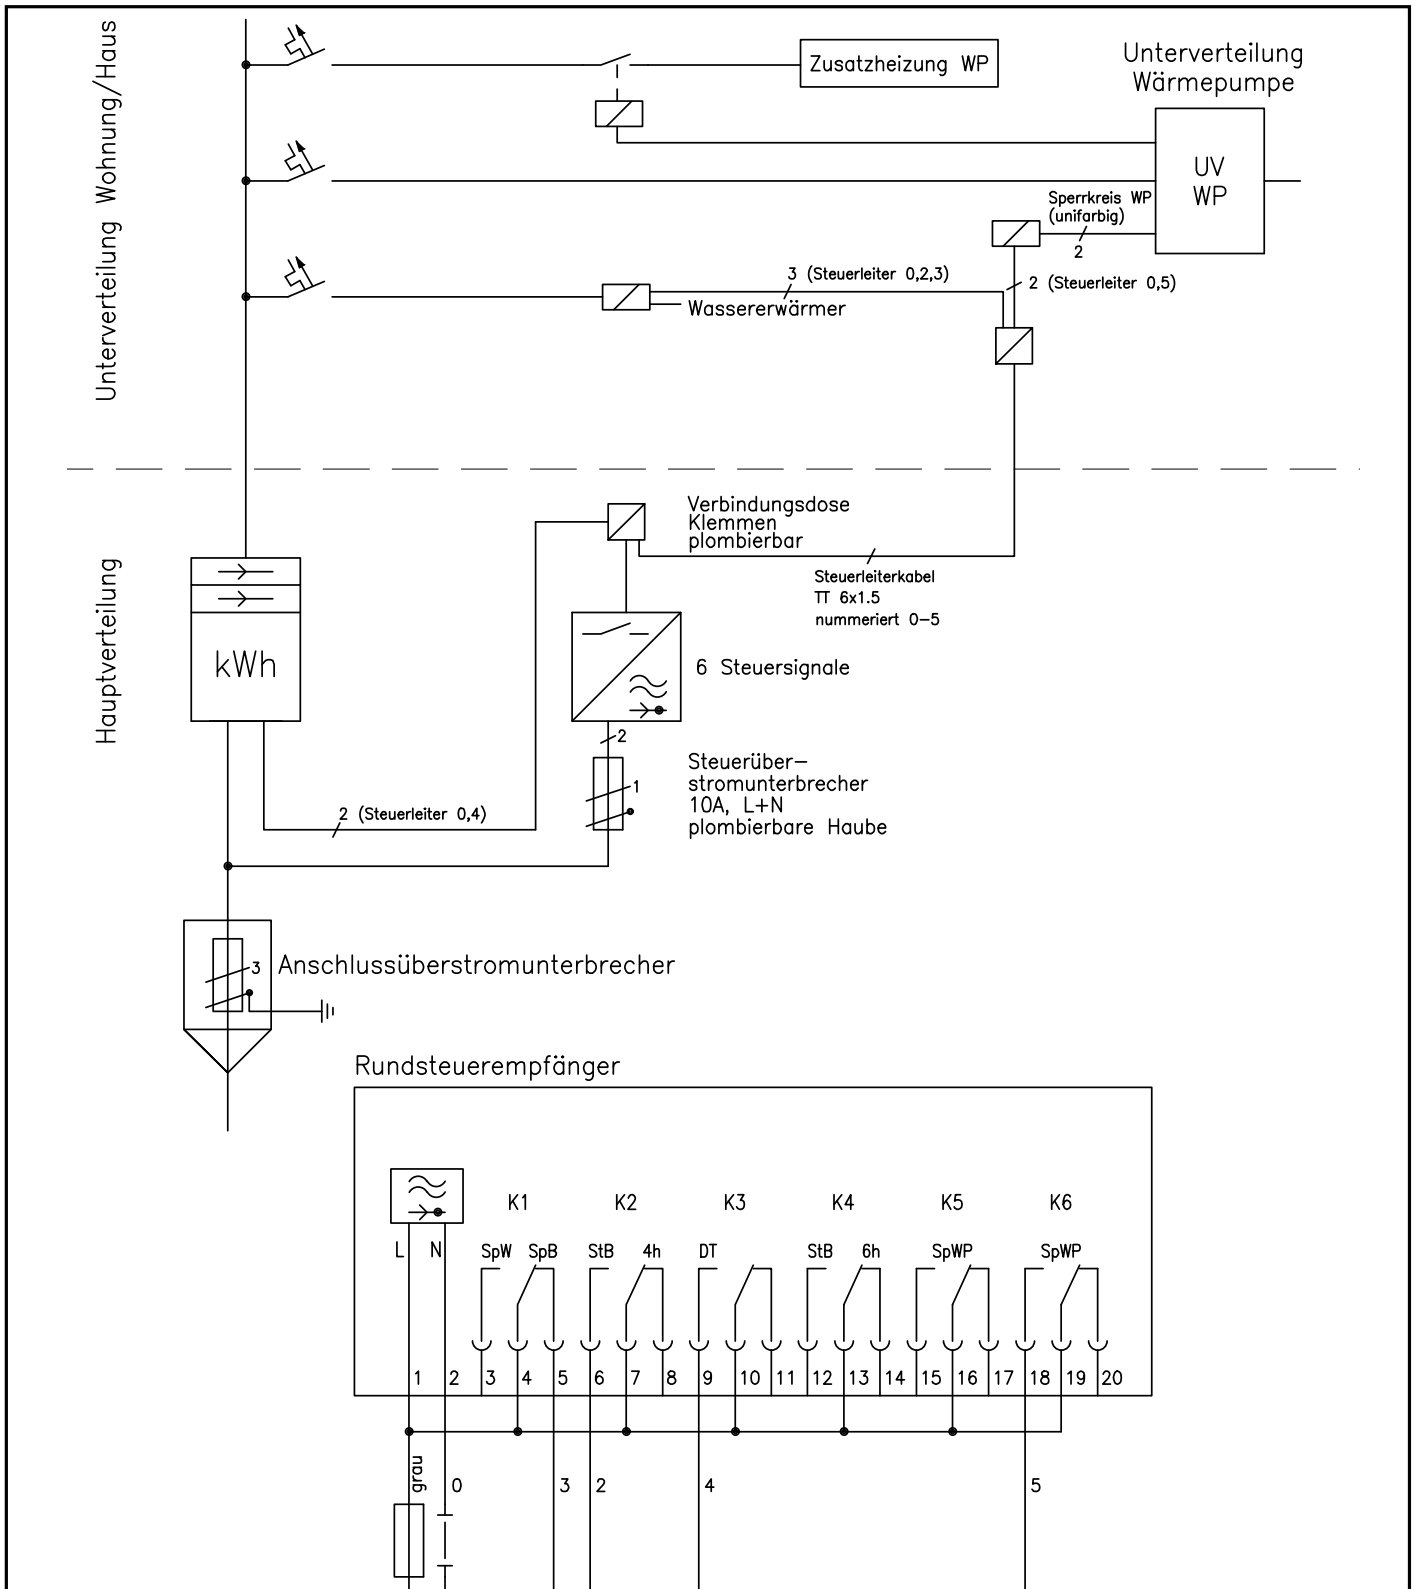 Unterverteilung Wohnung/Haus
Zusatzheizung WP
Unterverteilung
Wärmepumpe
UV
WP
Sperrkreis WP
(unifarbig)
2
3 (Steuerleiter 0,2,3)
2 (Steuerleiter 0,5)
Wassererwärmer
Hauptverteilung
Verbindungsdose
Klemmen
plombierbar
Steuerleiterkabel
TT 6x1.5
nummeriert 0-5
kWh
6 Steuersignale
2
Steuerüber-
stromunterbrecher
10A, L+N
plombierbare Haube
1
2 (Steuerleiter 0,4)
3
Anschlussüberstromunterbrecher
Rundsteuerempfänger
K1 K2 K3 K4 K5 K6
L N SpW SpB StB 4h DT StB 6h SpWP SpWP
1 2 3 4 5 6 7 8 9 10 11 12 13 14 15 16 17 18 19 20
grau 0 3 2 4 5